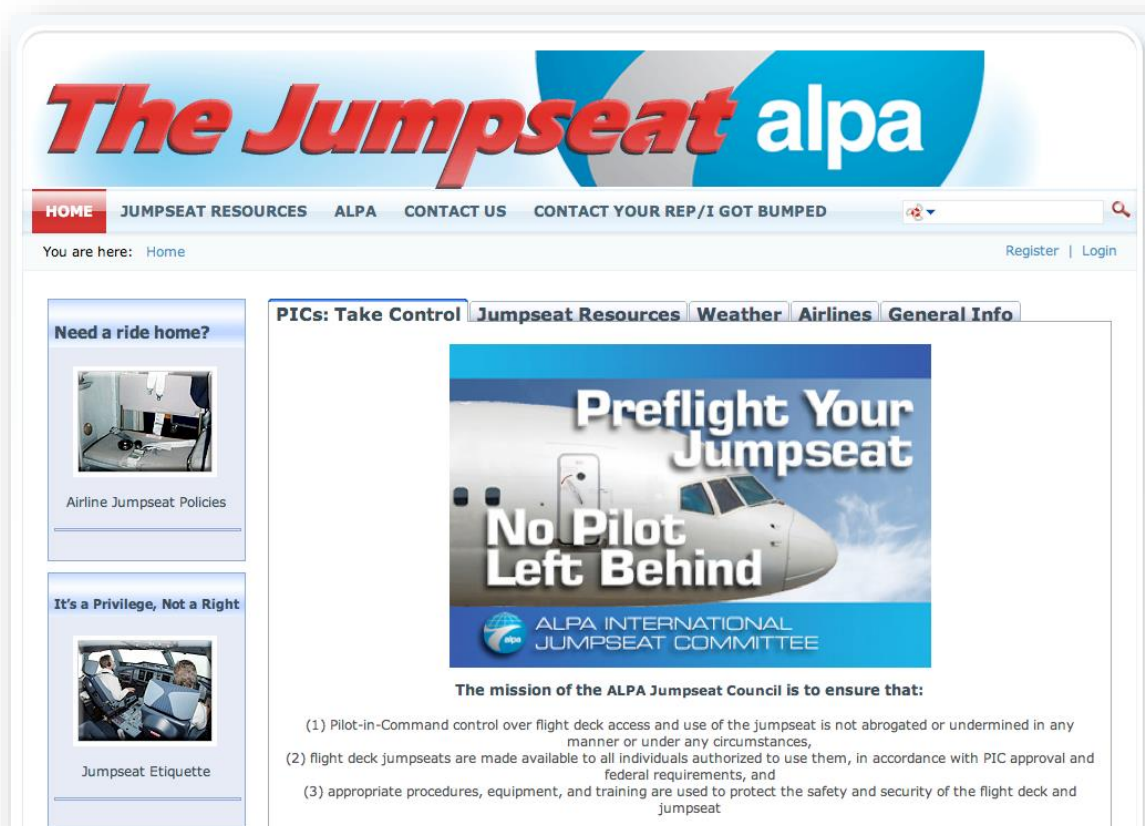 The Jumpseat alpa
HOME JUMPSEAT RESOURCES ALPA CONTACT US CONTACT YOUR REP/I GOT BUMPED
You are here: Home
Register | Login
Need a ride home?
Airline Jumpseat Policies
It's a Privilege, Not a Right
Jumpseat Etiquette
PICs: Take Control Jumpseat Resources Weather Airlines General Info
Preflight Your
Jumpseat
No Pilot
Left Behind
alpa
ALPA INTERNATIONAL
JUMPSEAT COMMITTEE
The mission of the ALPA Jumpseat Council is to ensure that:
(1) Pilot-in-Command control over flight deck access and use of the jumpseat is not abrogated or undermined in any
manner or under any circumstances,
(2) flight deck jumpseats are made available to all individuals authorized to use them, in accordance with PIC approval and
federal requirements, and
(3) appropriate procedures, equipment, and training are used to protect the safety and security of the flight deck and
jumpseat